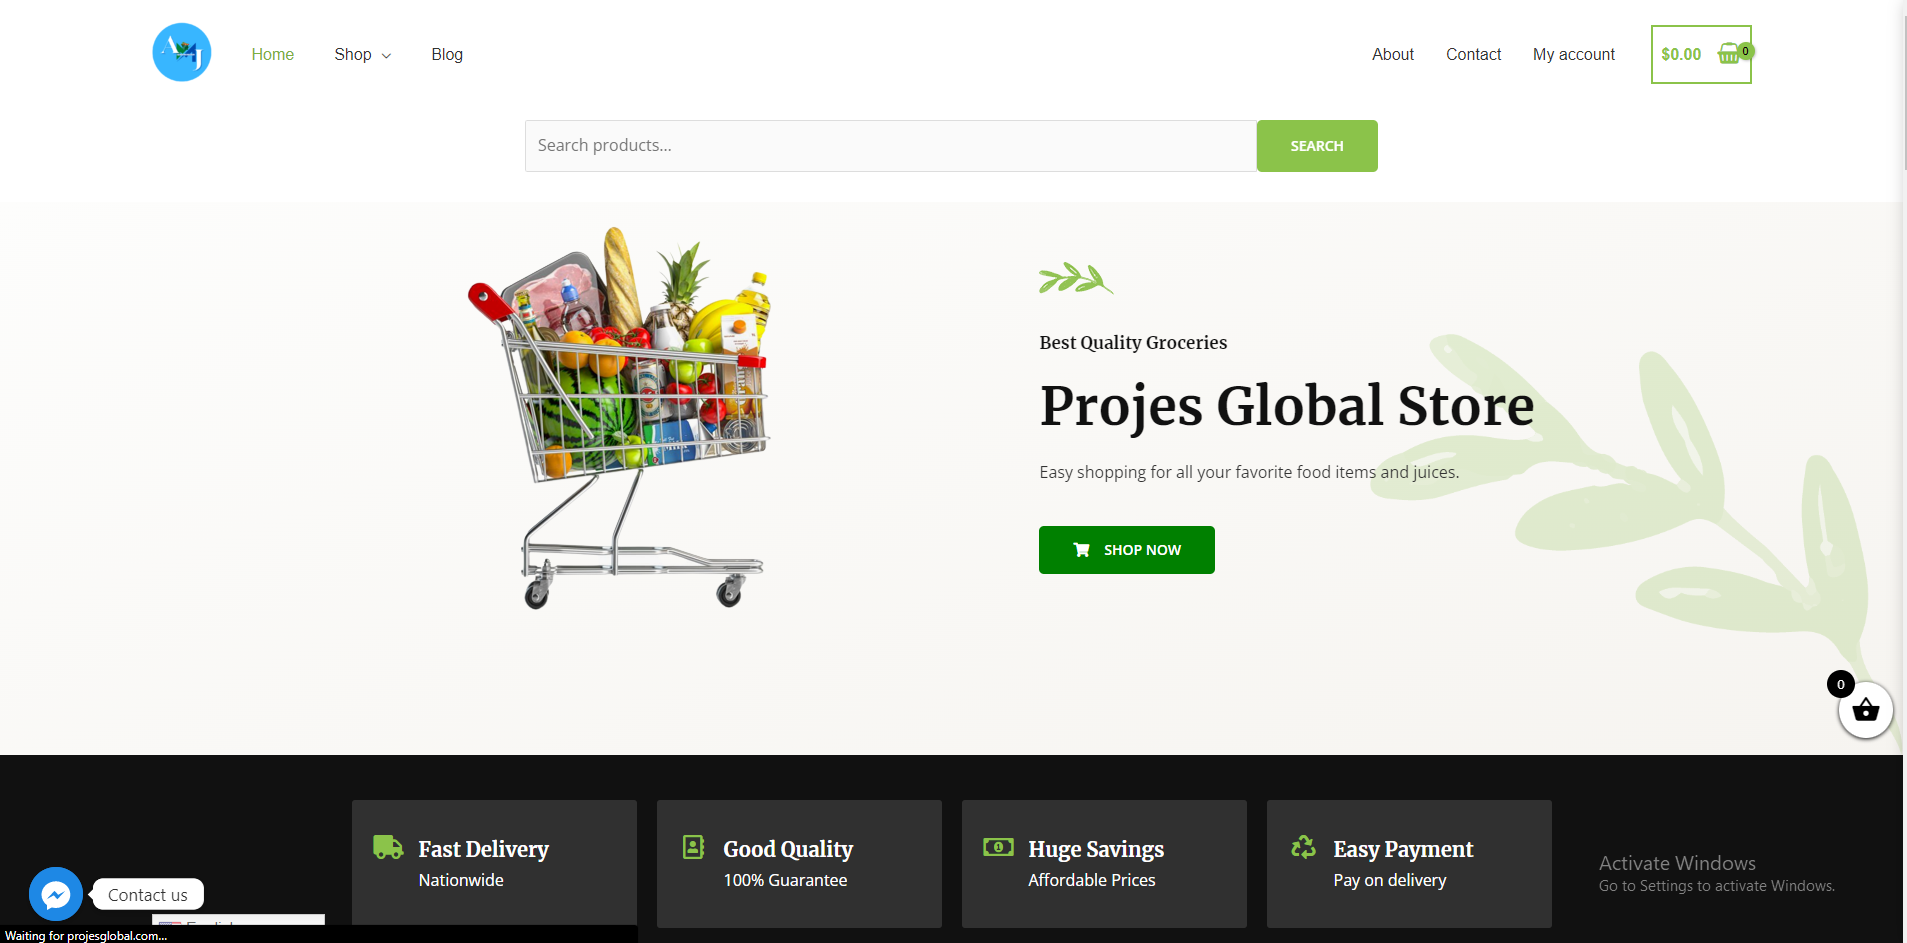 Home
Shop
Blog
About
Contact
My account
$0.00
0
Search products...
SEARCH
Best Quality Groceries
Projes Global Store
Easy shopping for all your favorite food items and juices.
SHOP NOW
0
Fast Delivery
Nationwide
Good Quality
100% Guarantee
Huge Savings
Affordable Prices
Easy Payment
Pay on delivery
Activate Windows
Go to Settings to activate Windows.
Contact us
English
Waiting for projesglobal.com...